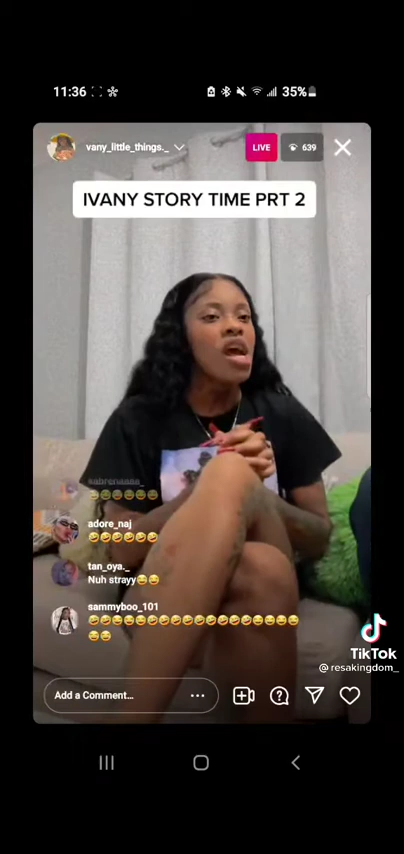 11:36
35%
vany_little_things._
LIVE
639
IVANY STORY TIME PRT 2
sabrenaaaa_
😂😂😂😂😂😂
adore_naj
🤣🤣🤣🤣🤣🤣
tan_oya._
Nuh strayy😂🤣
sammyboo_101
🤣🤣😂😂😂🤣🤣🤣🤣🤣🤣🤣🤣🤣😂😂😂
😂😂
Add a Comment...
TikTok
@resakingdom_